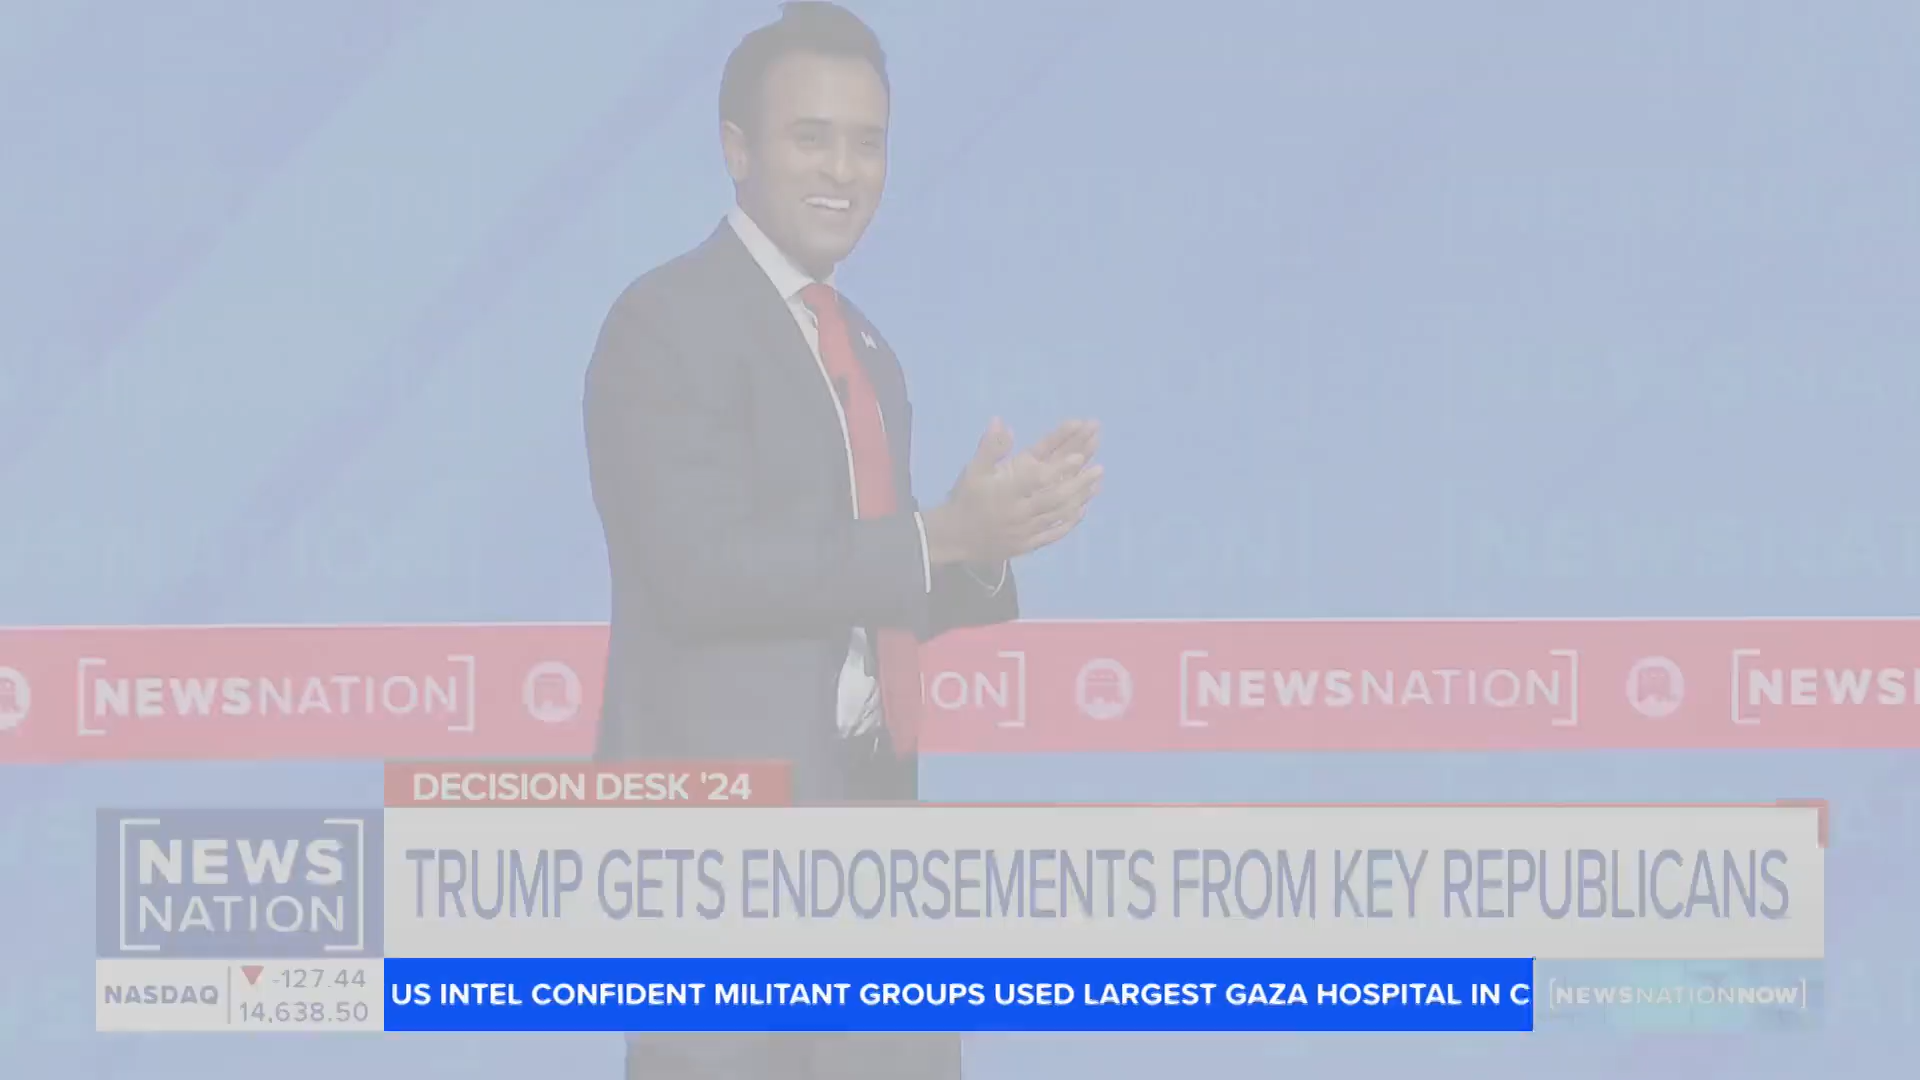 [NEWSNATION]
ON]
[NEWSNATION]
[NEWS
DECISION DESK '24
[NEWS
NATION]
TRUMP GETS ENDORSEMENTS FROM KEY REPUBLICANS
NASDAQ
-127.44
14,638.50
US INTEL CONFIDENT MILITANT GROUPS USED LARGEST GAZA HOSPITAL IN C
[NEWSNATIONNOW]